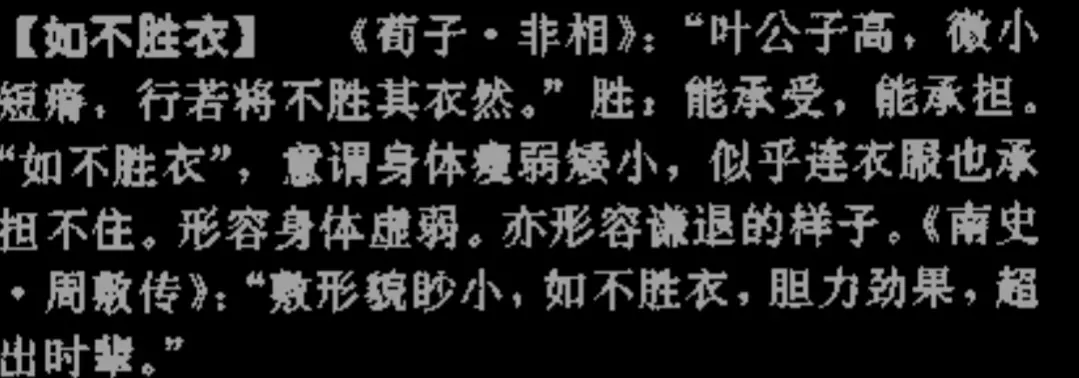 【如不胜衣】 《荀子·非相》：“叶公子高，微小
短瘠，行若将不胜其衣然。”胜：能承受，能承担。
“如不胜衣”，意谓身体瘦弱矮小，似乎连衣服也承
担不住。形容身体虚弱。亦形容谦退的样子。《南史
·周敷传》：“敷形貌眇小，如不胜衣，胆力劲果，超
出时辈。”